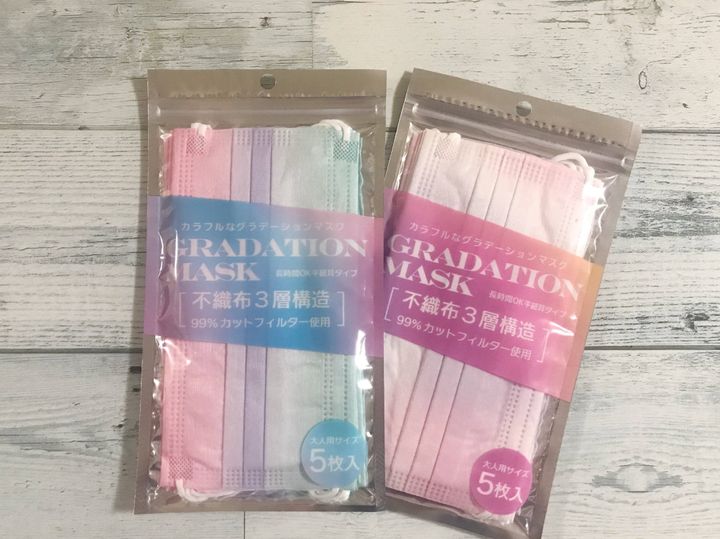 カラフルなグラデーションマスク
GRADATION
MASK 長時間OK平紐耳タイプ
不織布3層構造
99%カットフィルター使用
大人用サイズ
5枚入
カラフルなグラデーションマスク
GRADATION
MASK 長時間OK平紐耳タイプ
不織布3層構造
99%カットフィルター使用
大人用サイズ
5枚入